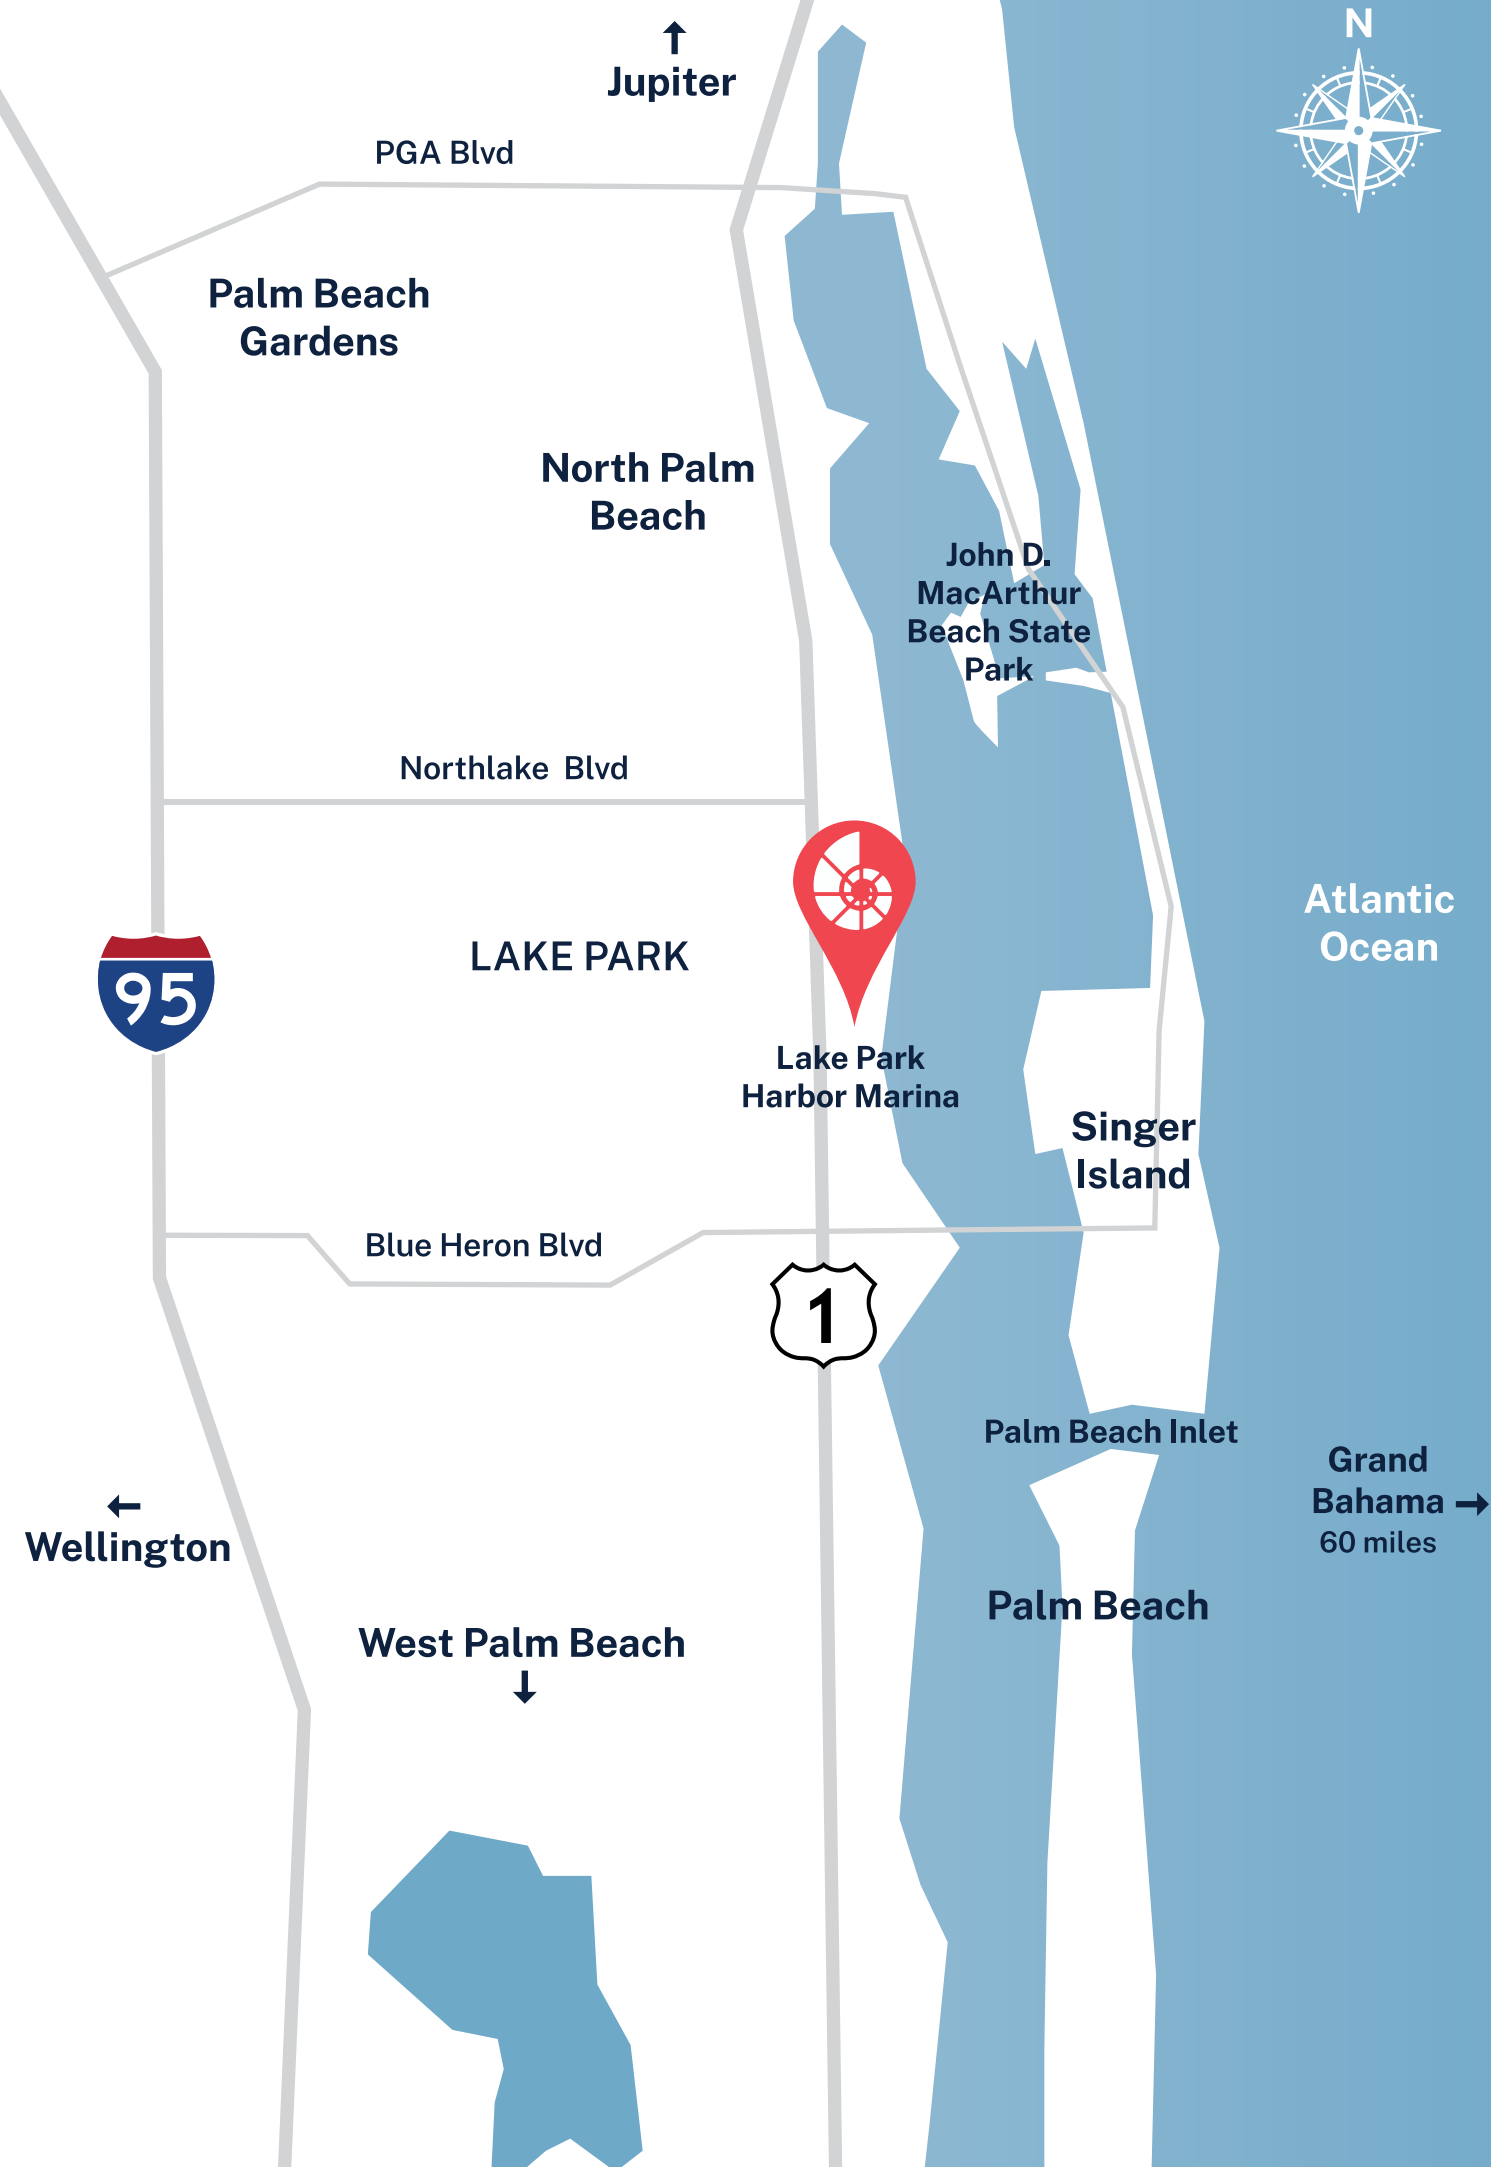 N
Jupiter
PGA Blvd
Palm Beach
Gardens
North Palm
Beach
John D.
MacArthur
Beach State
Park
Northlake Blvd
Atlantic
Ocean
LAKE PARK
95
Lake Park
Harbor Marina
Singer
Island
Blue Heron Blvd
1
Palm Beach Inlet
Grand
Bahama
60 miles
Wellington
Palm Beach
West Palm Beach